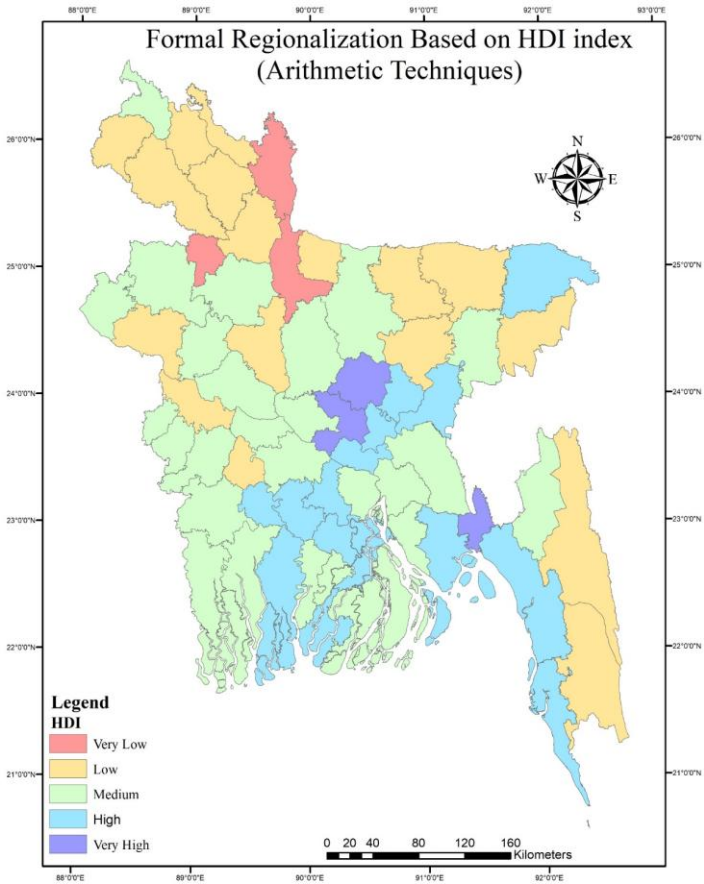 88°0'0"E 89°0'0"E 90°0'0"E 91°0'0"E 92°0'0"E 93°0'0"E
Formal Regionalization Based on HDI index
(Arithmetic Techniques)
26°0'0"N 26°0'0"N
N
W E
S
25°0'0"N 25°0'0"N
24°0'0"N 24°0'0"N
23°0'0"N 23°0'0"N
22°0'0"N 22°0'0"N
Legend
HDI
Very Low
Low
21°0'0"N 21°0'0"N
Medium
High
Very High
0 20 40 80 120 160
Kilometers
88°0'0"E 89°0'0"E 90°0'0"E 91°0'0"E 92°0'0"E